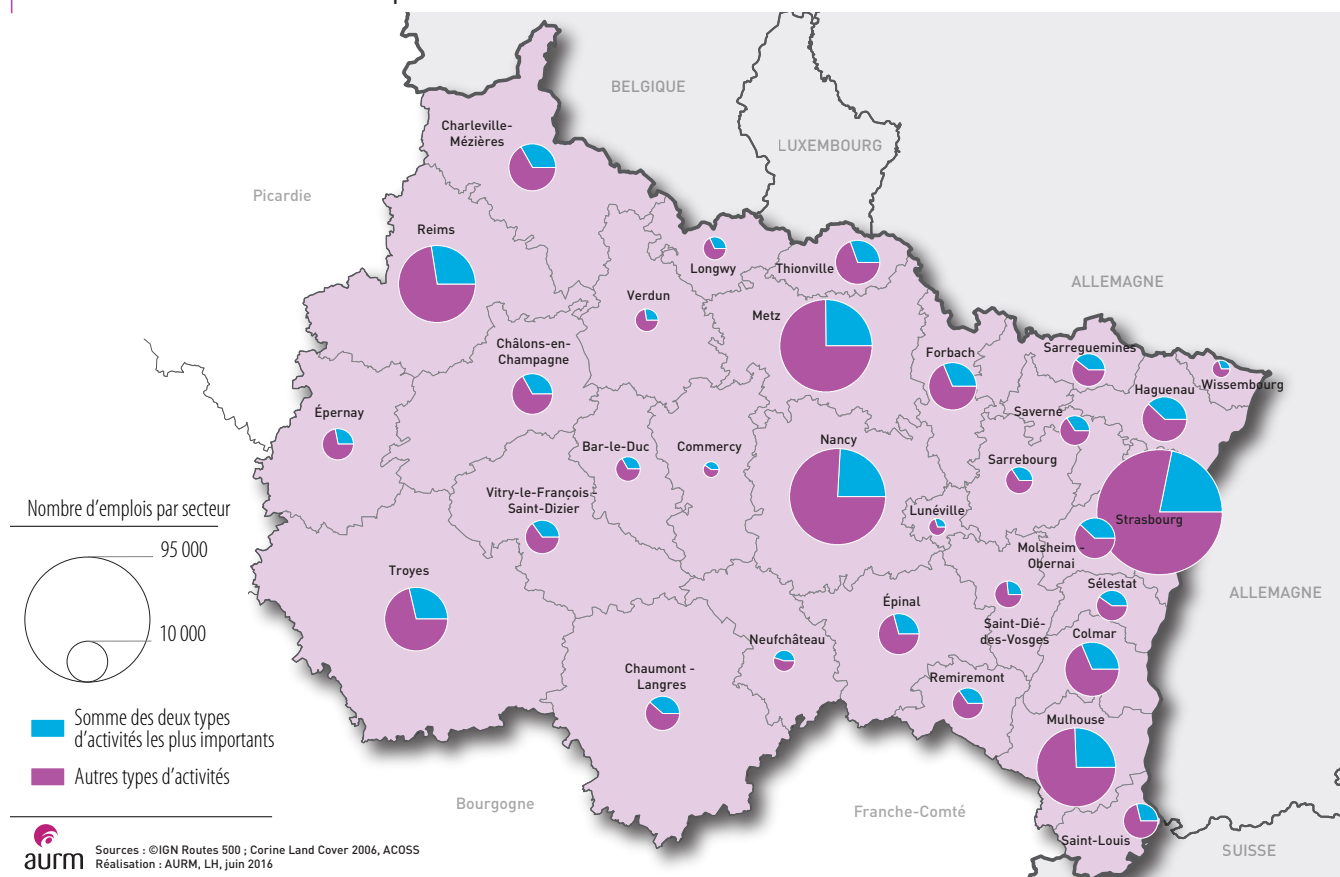 BELGIQUE
Charleville-
Mézières
LUXEMBOURG
Picardie
Reims
Longwy
Thionville
ALLEMAGNE
Verdun
Metz
Châlons-en-
Champagne
Forbach
Sarreguemines
Wissembourg
Haguenau
Épernay
Saverne
Bar-le-Duc
Commercy
Nancy
Sarrebourg
Vitry-le-François -
Saint-Dizier
Lunéville
Strasbourg
Molsheim -
Obernai
Troyes
Sélestat
ALLEMAGNE
Épinal
Saint-Dié-
des-Vosges
Colmar
Neufchâteau
Chaumont -
Langres
Remiremont
Mulhouse
Bourgogne
Franche-Comté
Saint-Louis
SUISSE
Nombre d'emplois par secteur
95 000
10 000
Somme des deux types
d'activités les plus importants
Autres types d'activités
aurm
Sources : ©IGN Routes 500 ; Corine Land Cover 2006, ACOSS
Réalisation : AURM, LH, juin 2016